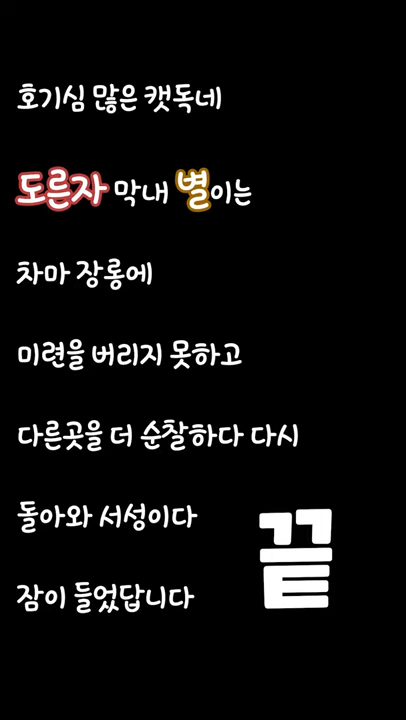 호기심 많은 캣독네
도른자 막내 별이는
차마 장롱에
미련을 버리지 못하고
다른곳을 더 순찰하다 다시
돌아와 서성이다
잠이 들었답니다
끝